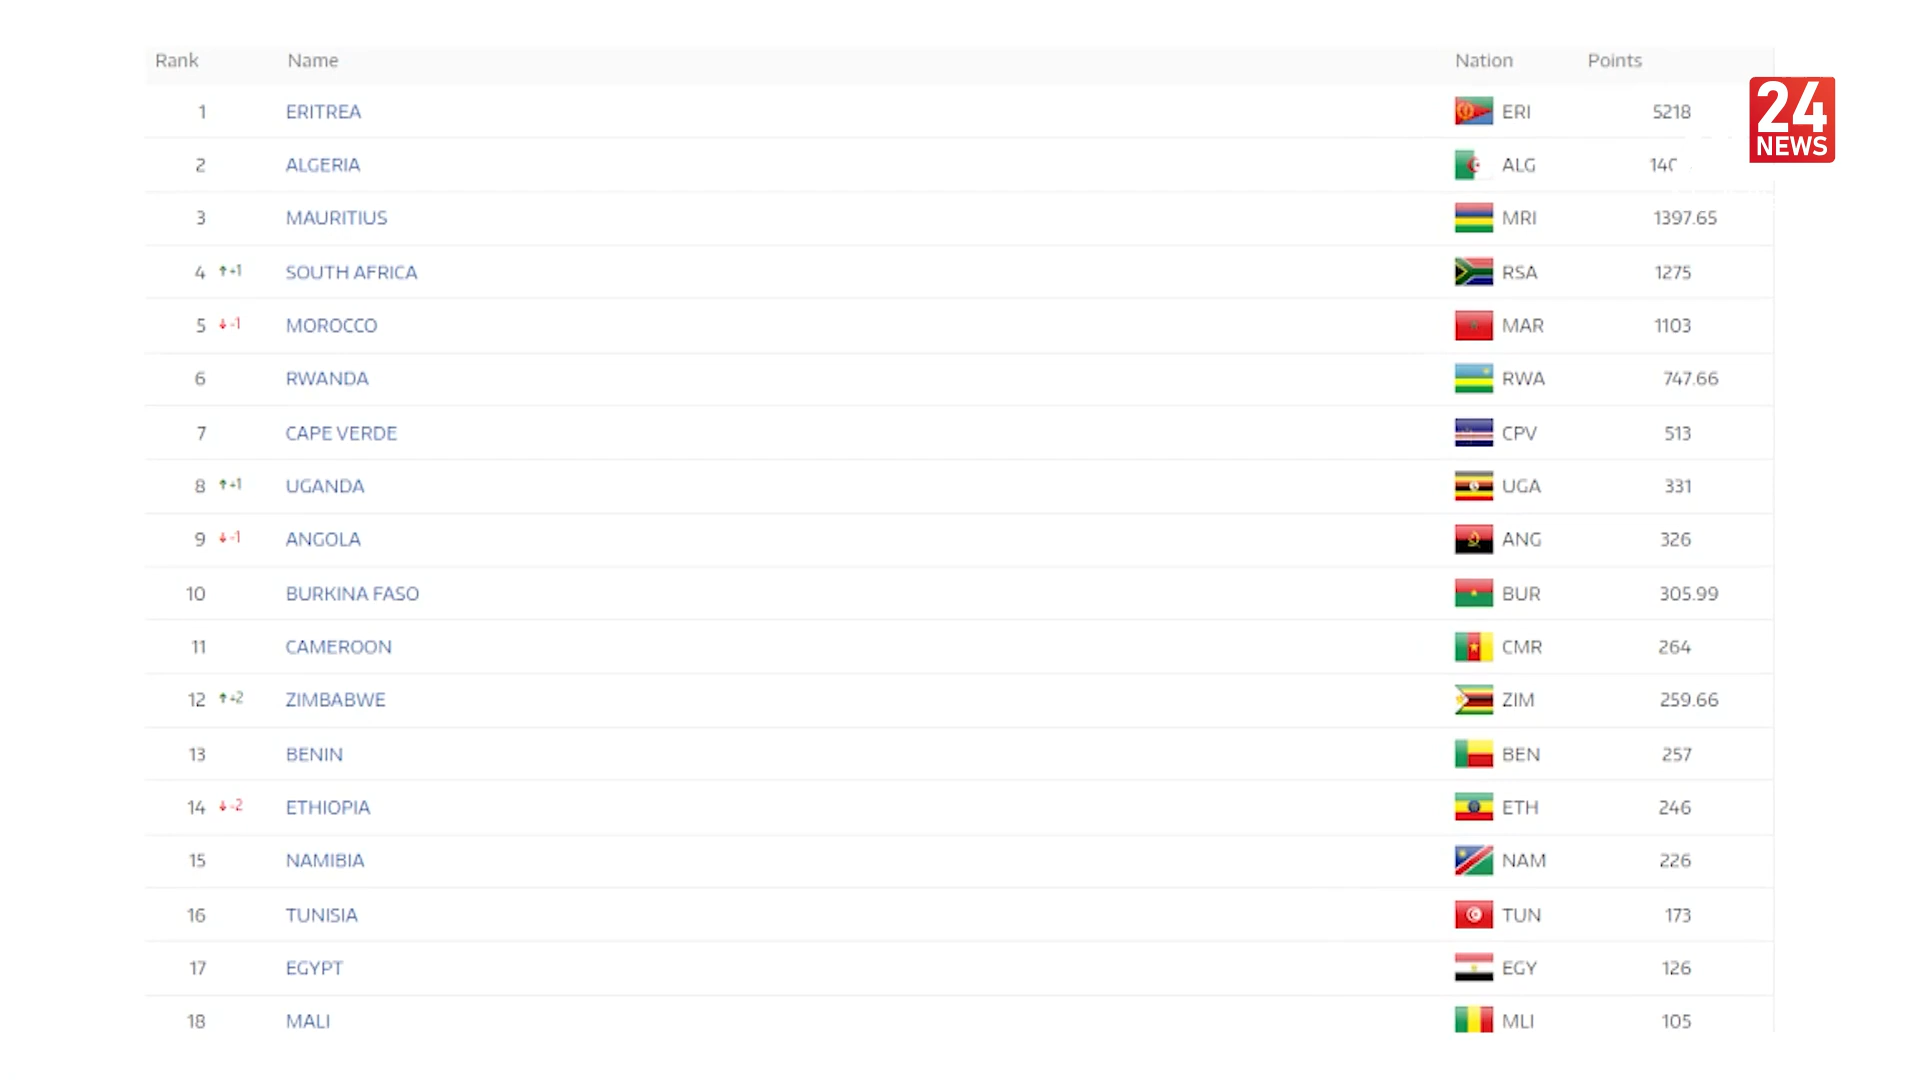 Rank Name Nation Points
1 ERITREA ERI 5218
2 ALGERIA ALG
3 MAURITIUS MRI 1397.65
4 +1 SOUTH AFRICA RSA 1275
5 -1 MOROCCO MAR 1103
6 RWANDA RWA 747.66
7 CAPE VERDE CPV 513
8 +1 UGANDA UGA 331
9 -1 ANGOLA ANG 326
10 BURKINA FASO BUR 305.99
11 CAMEROON CMR 264
12 +2 ZIMBABWE ZIM 259.66
13 BENIN BEN 257
14 -2 ETHIOPIA ETH 246
15 NAMIBIA NAM 226
16 TUNISIA TUN 173
17 EGYPT EGY 126
18 MALI MLI 105
24
NEWS